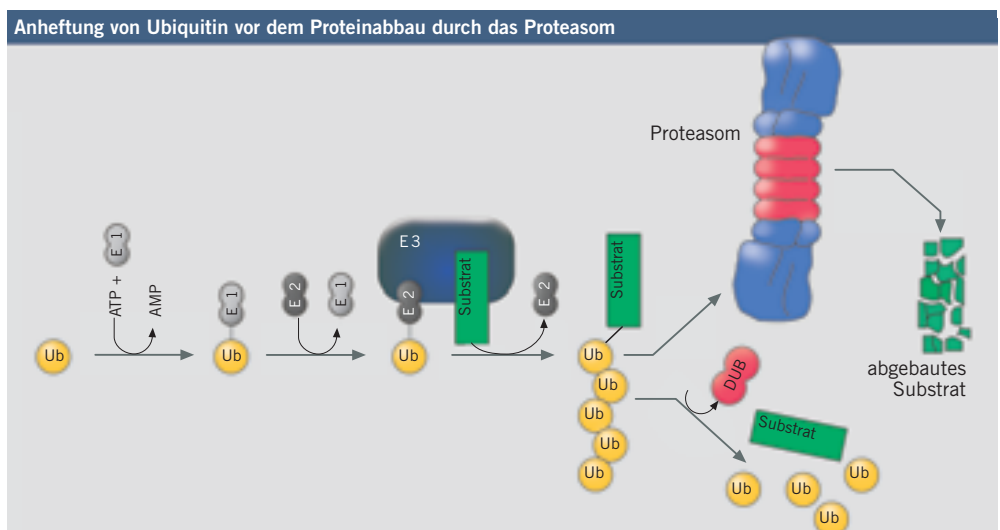 Anheftung von Ubiquitin vor dem Proteinabbau durch das Proteasom
Proteasom
E 1
ATP +
AMP
Ub
E 1
Ub
E 2
E 1
E 3
E 2
Substrat
Ub
E 2
Substrat
Ub
Ub
Ub
Ub
Ub
abgebautes
Substrat
DUB
Substrat
Ub
Ub
Ub
Ub